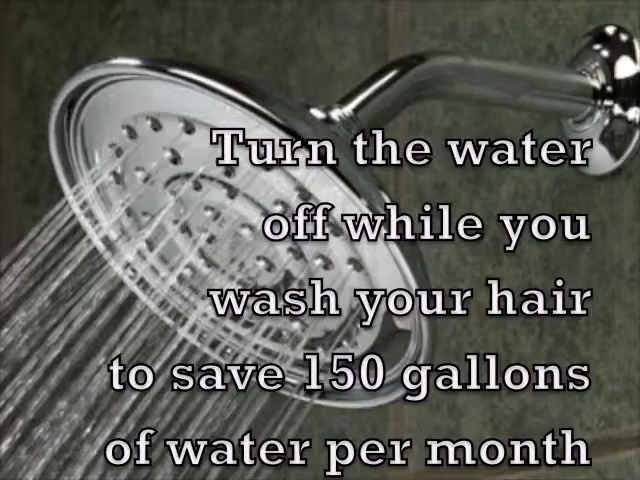 Turn the water
off while you
wash your hair
to save 150 gallons
of water per month